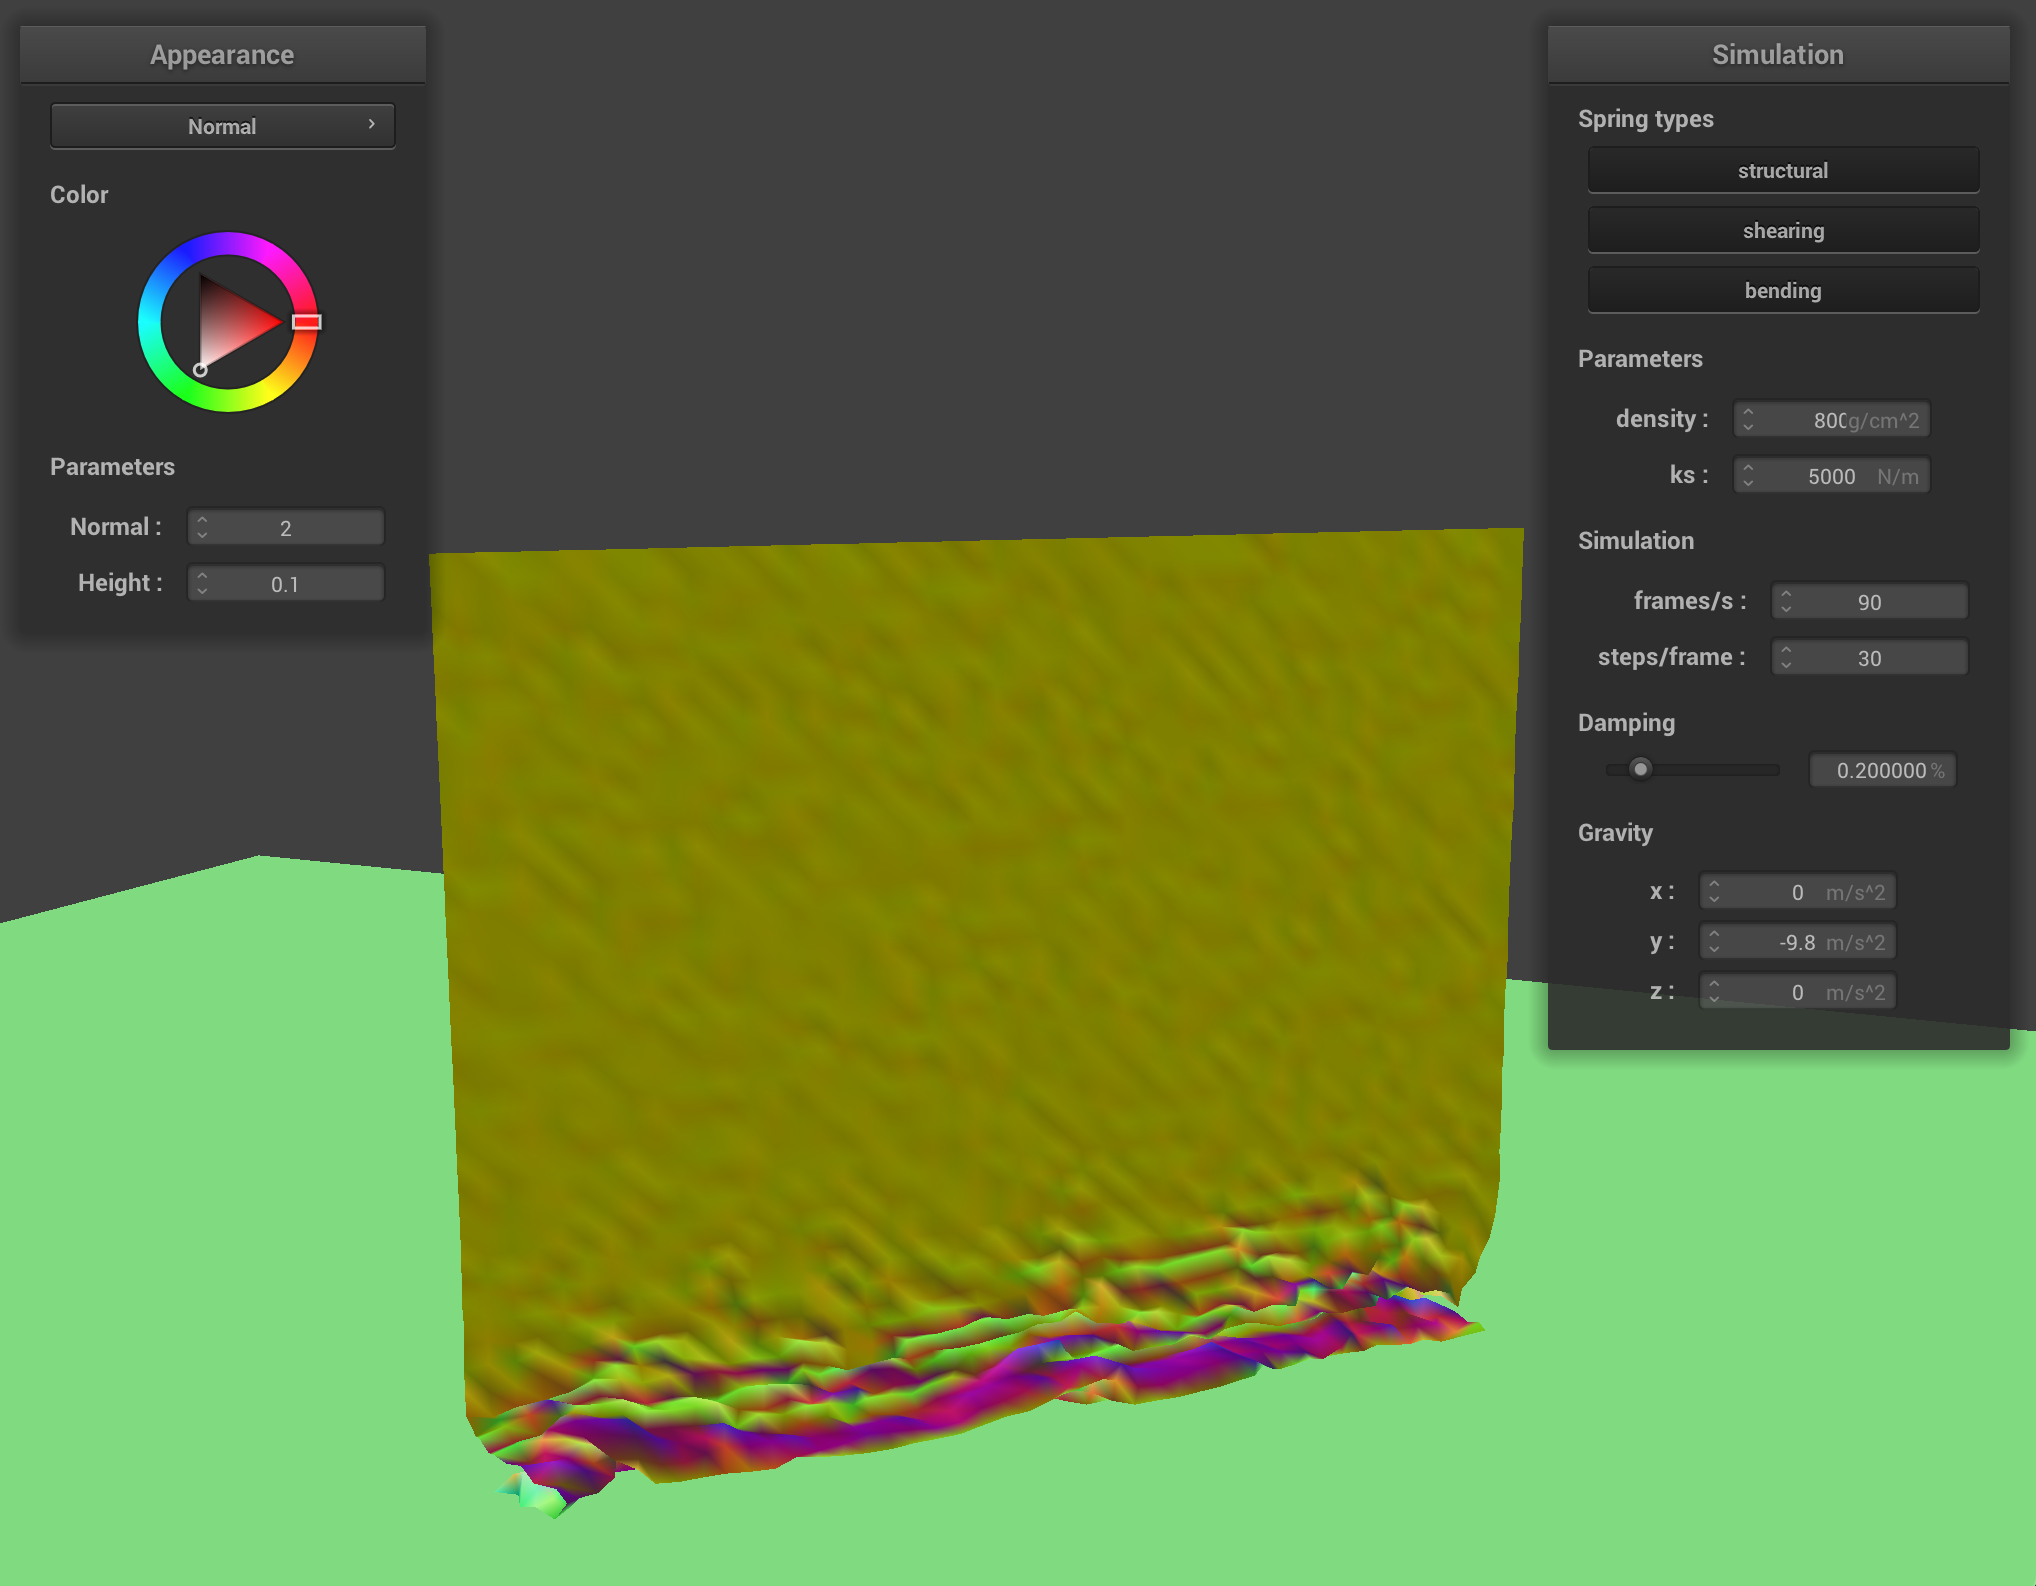 Appearance
Normal
Color
Parameters
Normal : 2
Height : 0.1
Simulation
Spring types
structural
shearing
bending
Parameters
density : 800 g/cm^2
ks : 5000 N/m
Simulation
frames/s : 90
steps/frame : 30
Damping
0.200000 %
Gravity
x : 0 m/s^2
y : -9.8 m/s^2
z : 0 m/s^2